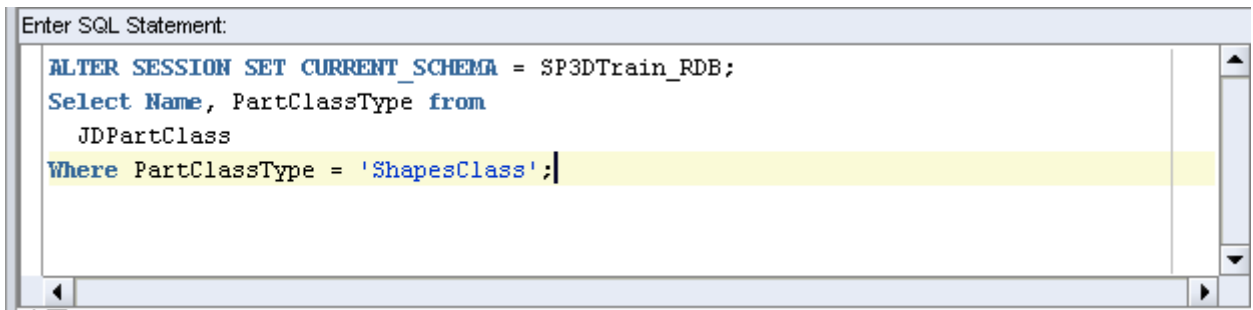 Enter SQL Statement:
ALTER SESSION SET CURRENT_SCHEMA = SP3DTrain_RDB;
Select Name, PartClassType from
JDPartClass
Where PartClassType = 'ShapesClass';